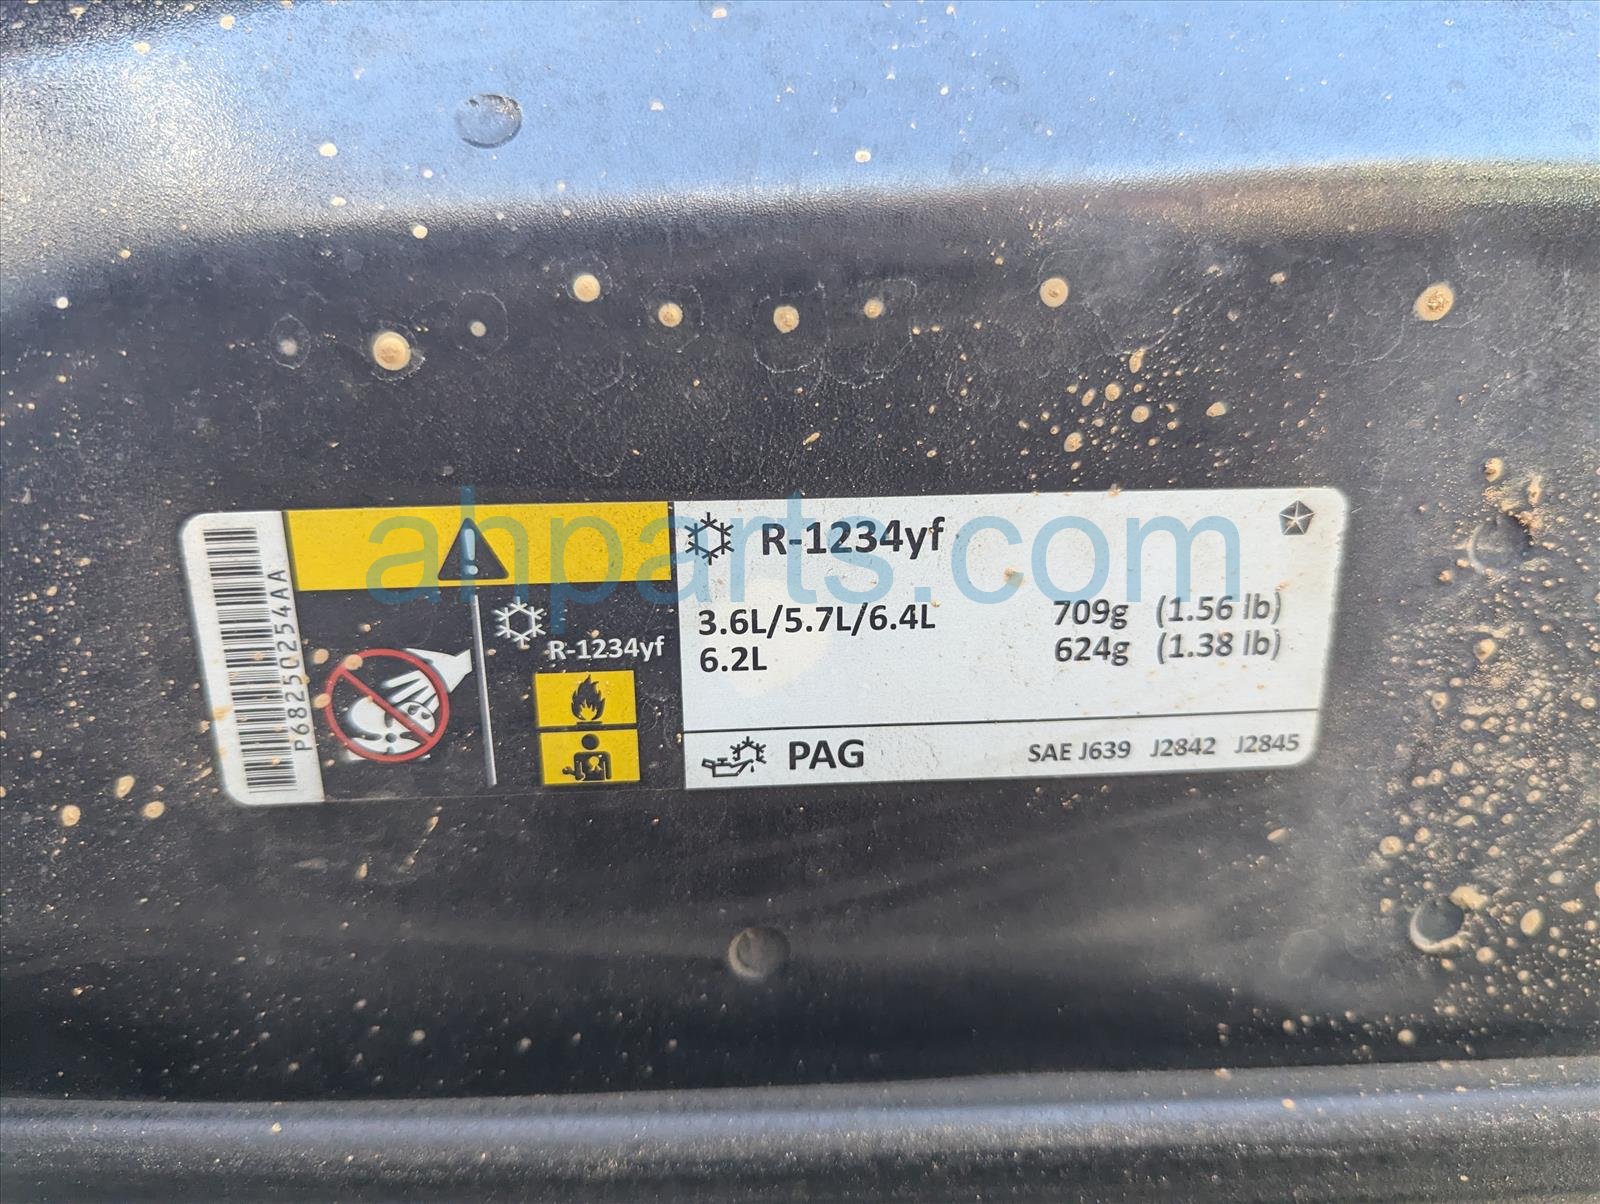 P68250254AA
R-1234yf
R-1234yf
3.6L/5.7L/6.4L 709g (1.56 lb)
6.2L 624g (1.38 lb)
PAG SAE J639 J2842 J2845
ahparts.com